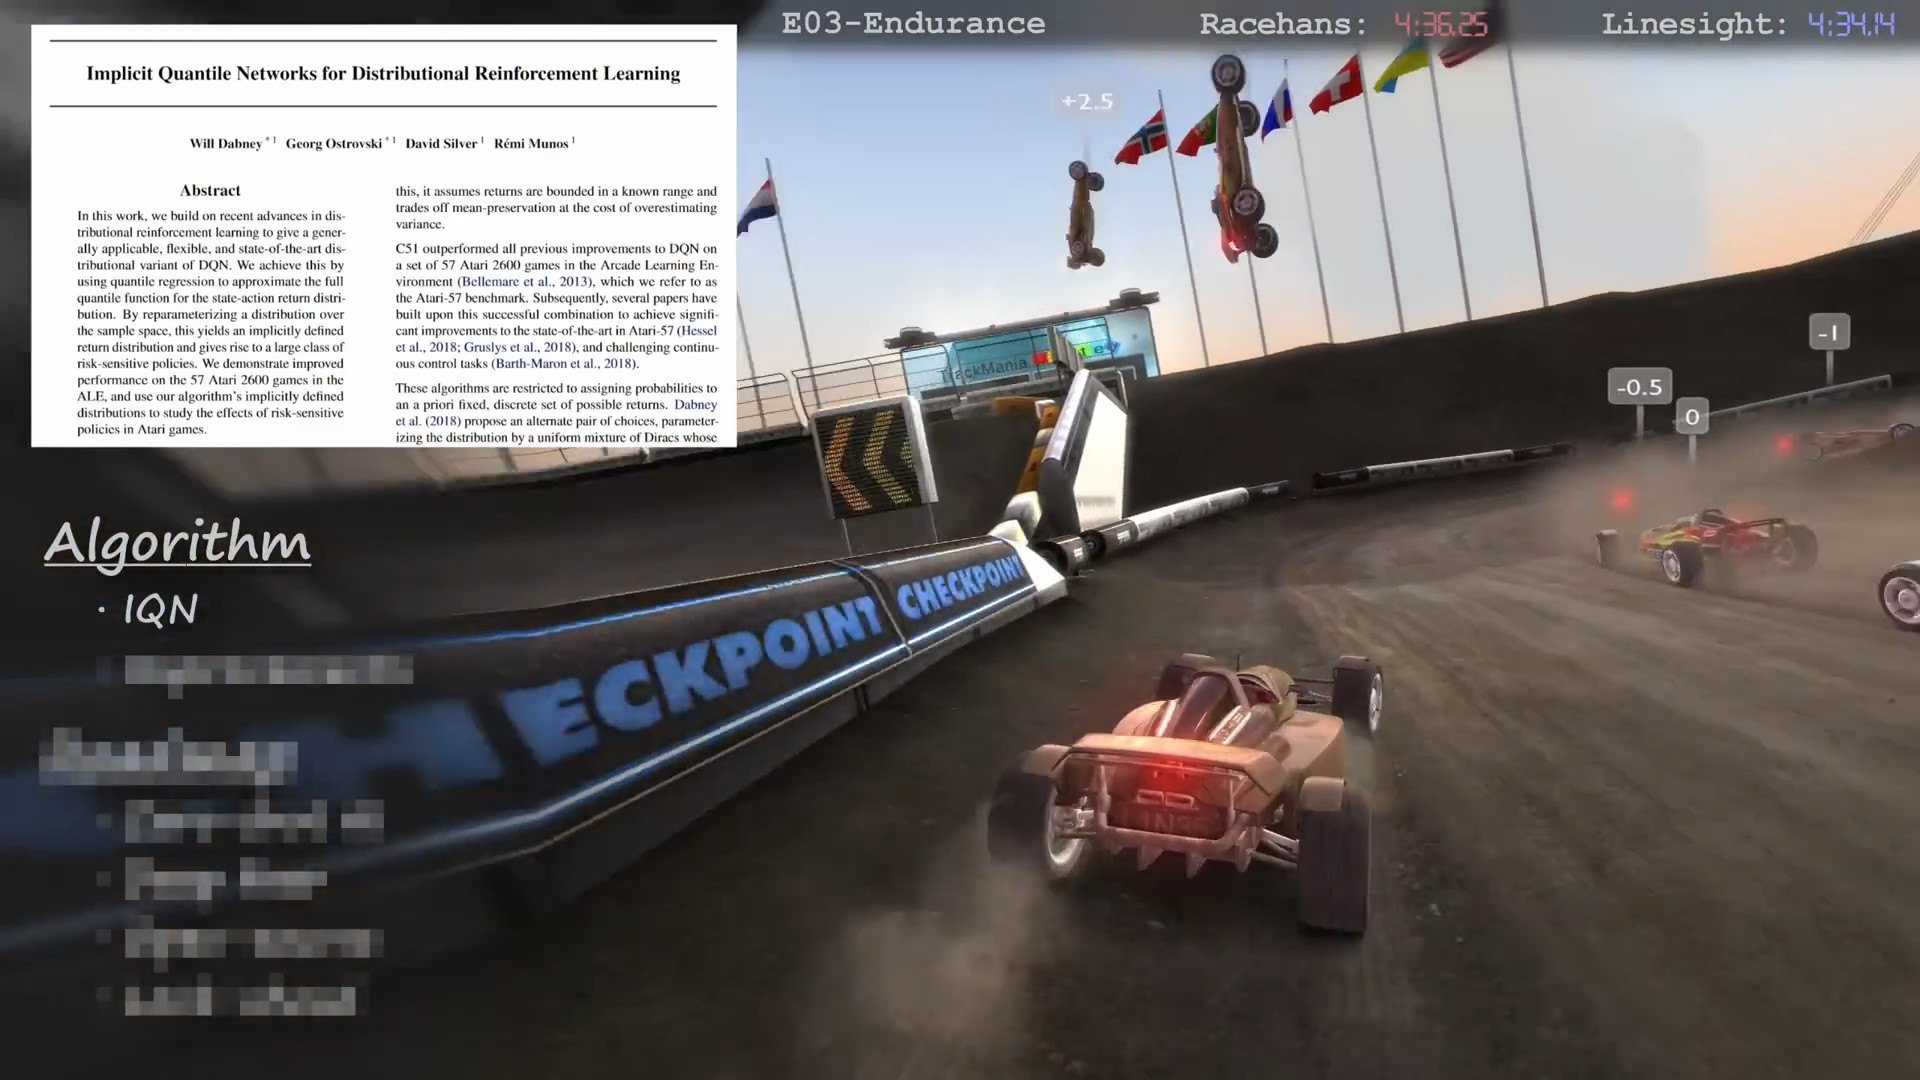 E03-Endurance
Racehans: 4:36.25
Linesight: 4:34.14
Implicit Quantile Networks for Distributional Reinforcement Learning
Will Dabney * 1 Georg Ostrovski * 1 David Silver 1 Rémi Munos 1
Abstract
In this work, we build on recent advances in dis-
tributional reinforcement learning to give a gener-
ally applicable, flexible, and state-of-the-art dis-
tributional variant of DQN. We achieve this by
using quantile regression to approximate the full
quantile function for the state-action return distri-
bution. By reparameterizing a distribution over
the sample space, this yields an implicitly defined
return distribution and gives rise to a large class of
risk-sensitive policies. We demonstrate improved
performance on the 57 Atari 2600 games in the
ALE, and use our algorithm's implicitly defined
distributions to study the effects of risk-sensitive
policies in Atari games.
this, it assumes returns are bounded in a known range and
trades off mean-preservation at the cost of overestimating
variance.
C51 outperformed all previous improvements to DQN on
a set of 57 Atari 2600 games in the Arcade Learning En-
vironment (Bellemare et al., 2013), which we refer to as
the Atari-57 benchmark. Subsequently, several papers have
built upon this successful combination to achieve signifi-
cant improvements to the state-of-the-art in Atari-57 (Hessel
et al., 2018; Gruslys et al., 2018), and challenging continu-
ous control tasks (Barth-Maron et al., 2018).
These algorithms are restricted to assigning probabilities to
an a priori fixed, discrete set of possible returns. Dabney
et al. (2018) propose an alternate pair of choices, parameter-
izing the distribution by a uniform mixture of Diracs whose
+2.5
TrackMania
-1
-0.5
0
Algorithm
· IQN
HECKPOINT CHECKPOINT